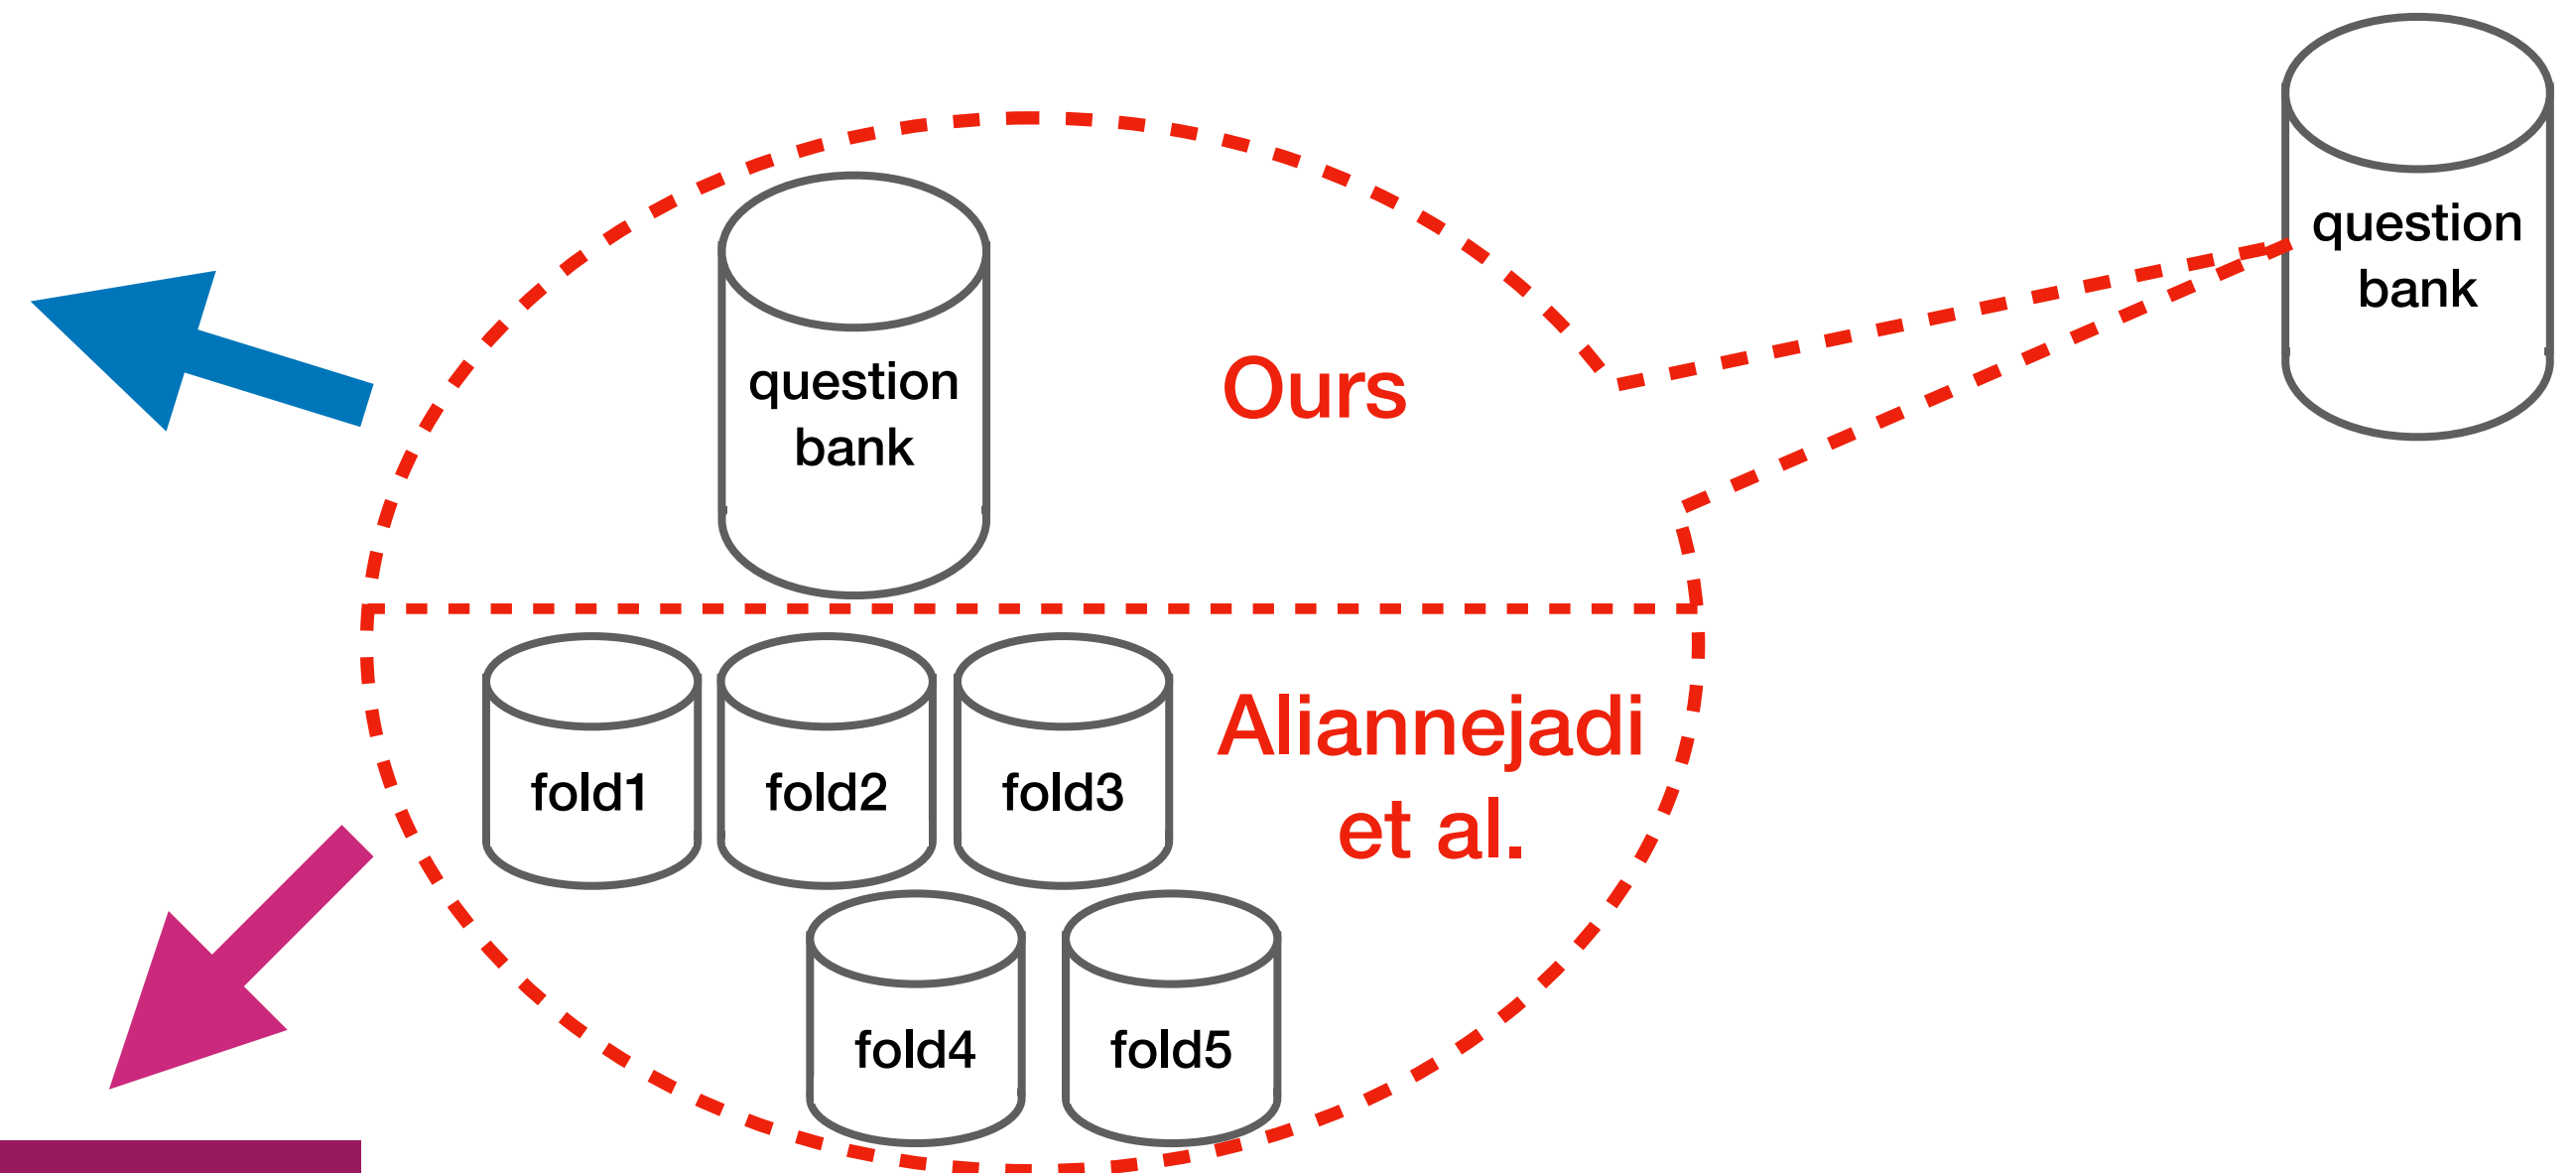 question
bank
question
bank
Ours
fold1
fold2
fold3
Aliannejadi
et al.
fold4
fold5